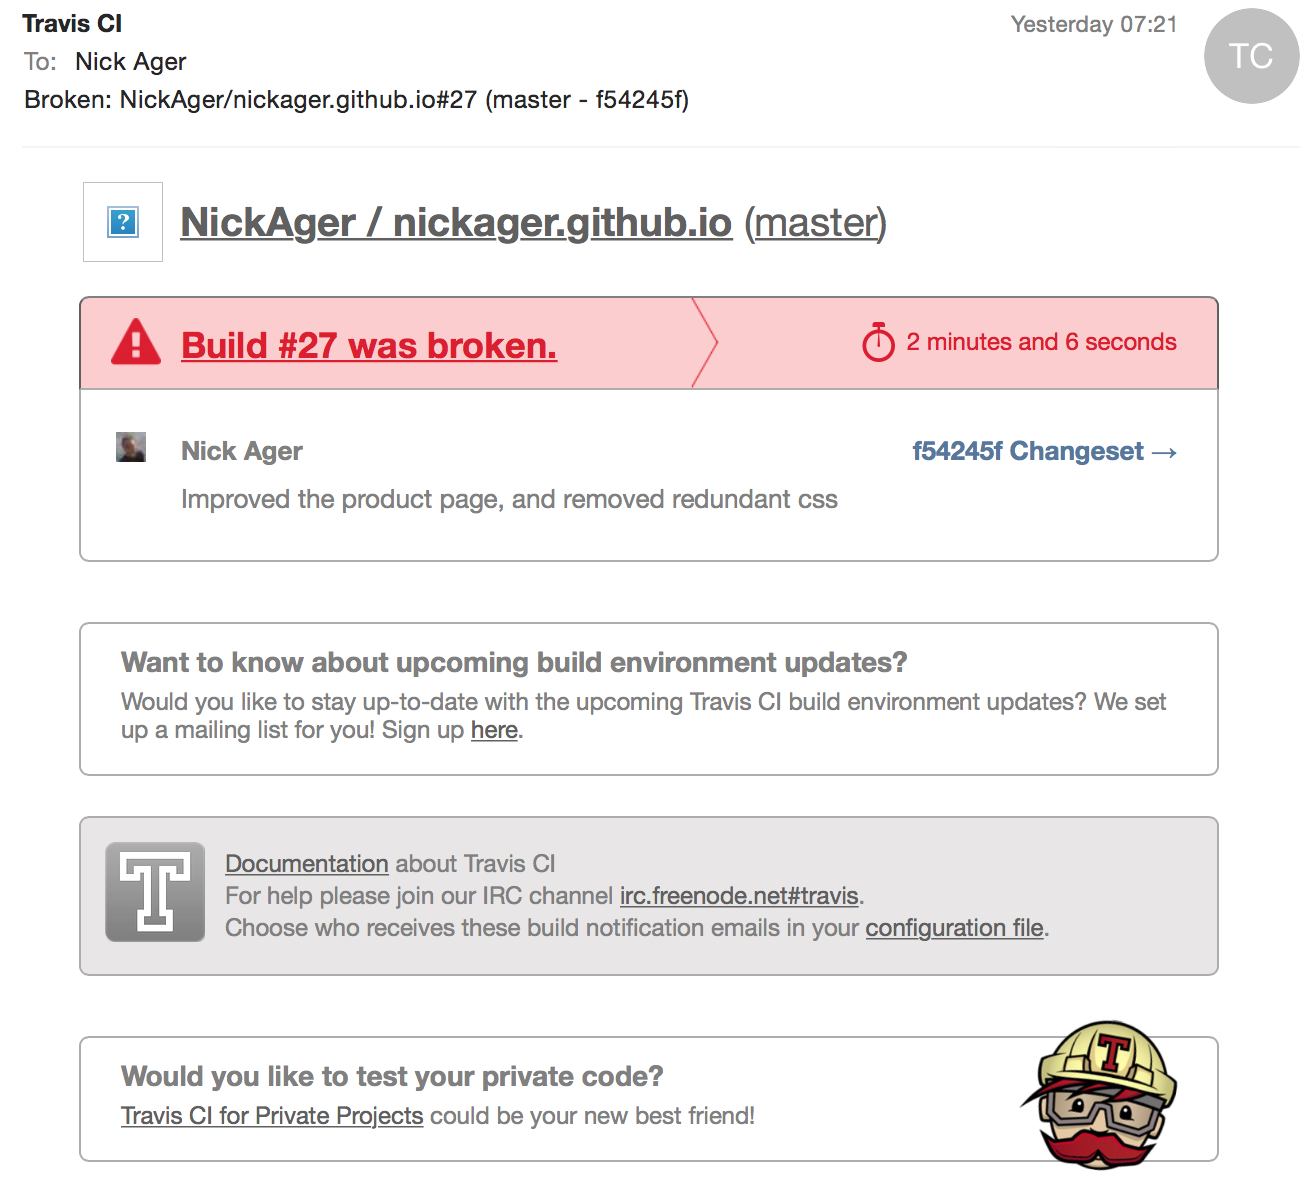 Travis CI
Yesterday 07:21
TC
To: Nick Ager
Broken: NickAger/nickager.github.io#27 (master - f54245f)
?
NickAger / nickager.github.io (master)
Build #27 was broken.
2 minutes and 6 seconds
Nick Ager
f54245f Changeset →
Improved the product page, and removed redundant css
Want to know about upcoming build environment updates?
Would you like to stay up-to-date with the upcoming Travis CI build environment updates? We set
up a mailing list for you! Sign up here.
T
Documentation about Travis CI
For help please join our IRC channel irc.freenode.net#travis.
Choose who receives these build notification emails in your configuration file.
Would you like to test your private code?
Travis CI for Private Projects could be your new best friend!
T